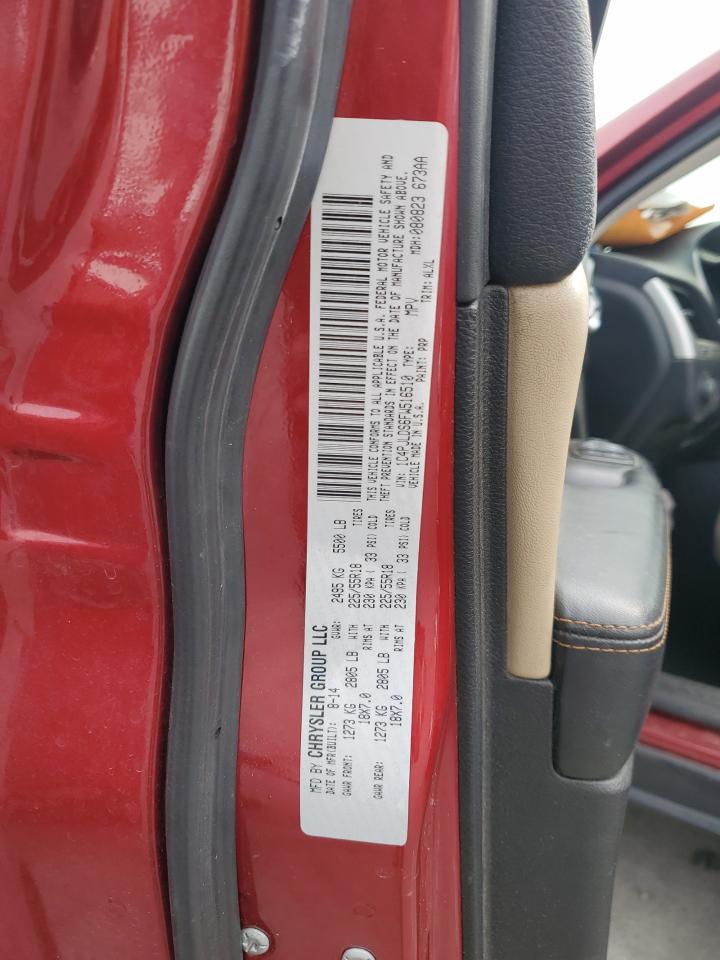 MFD BY CHRYSLER GROUP LLC
DATE OF MFR(BUILT): 8-14 GVWR: 2495 KG 5500 LB
GAWR FRONT: 1273 KG 2805 LB WITH 225/55R18 TIRES
18X7.0 RIMS AT 230 KPA ( 33 PSI) COLD
GAWR REAR: 1273 KG 2805 LB WITH 225/55R18 TIRES
18X7.0 RIMS AT 230 KPA ( 33 PSI) COLD
THIS VEHICLE CONFORMS TO ALL APPLICABLE U.S.A. FEDERAL MOTOR VEHICLE SAFETY AND
THEFT PREVENTION STANDARDS IN EFFECT ON THE DATE OF MANUFACTURE SHOWN ABOVE.
VIN: 1C4PJLDS6FW516510 TYPE: MPV MDH:080823 673AA
VEHICLE MADE IN U.S.A. PAINT: PRP TRIM: ALXL